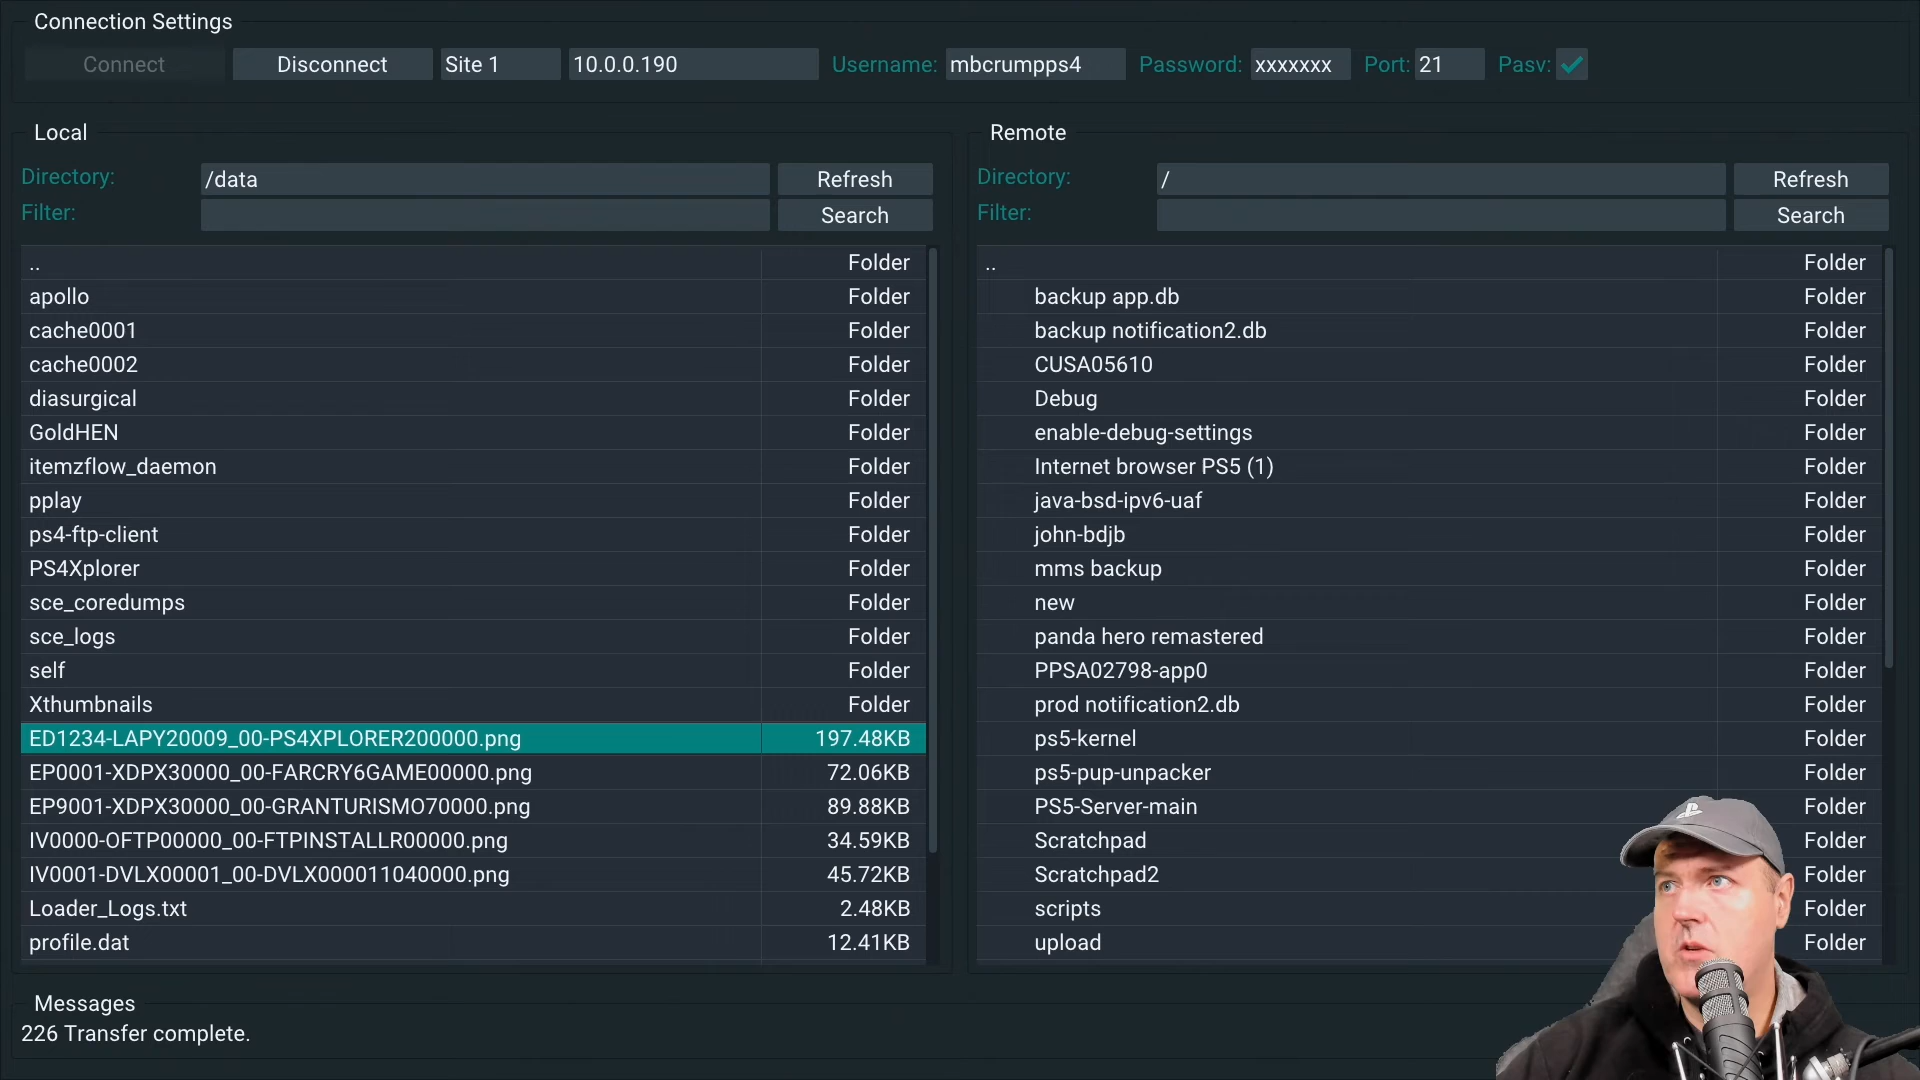 Connection Settings
Connect Disconnect Site 1 10.0.0.190 Username: mbcrumpps4 Password: xxxxxxx Port: 21 Pasv:
Local
Directory: /data Refresh
Filter: Search
.. Folder
apollo Folder
cache0001 Folder
cache0002 Folder
diasurgical Folder
GoldHEN Folder
itemzflow_daemon Folder
pplay Folder
ps4-ftp-client Folder
PS4Xplorer Folder
sce_coredumps Folder
sce_logs Folder
self Folder
Xthumbnails Folder
ED1234-LAPY20009_00-PS4XPLORER200000.png 197.48KB
EP0001-XDPX30000_00-FARCRY6GAME00000.png 72.06KB
EP9001-XDPX30000_00-GRANTURISMO70000.png 89.88KB
IV0000-OFTP00000_00-FTPINSTALLR00000.png 34.59KB
IV0001-DVLX00001_00-DVLX000011040000.png 45.72KB
Loader_Logs.txt 2.48KB
profile.dat 12.41KB
Remote
Directory: / Refresh
Filter: Search
.. Folder
backup app.db Folder
backup notification2.db Folder
CUSA05610 Folder
Debug Folder
enable-debug-settings Folder
Internet browser PS5 (1) Folder
java-bsd-ipv6-uaf Folder
john-bdjb Folder
mms backup Folder
new Folder
panda hero remastered Folder
PPSA02798-app0 Folder
prod notification2.db Folder
ps5-kernel Folder
ps5-pup-unpacker Folder
PS5-Server-main Folder
Scratchpad Folder
Scratchpad2 Folder
scripts Folder
upload Folder
Messages
226 Transfer complete.